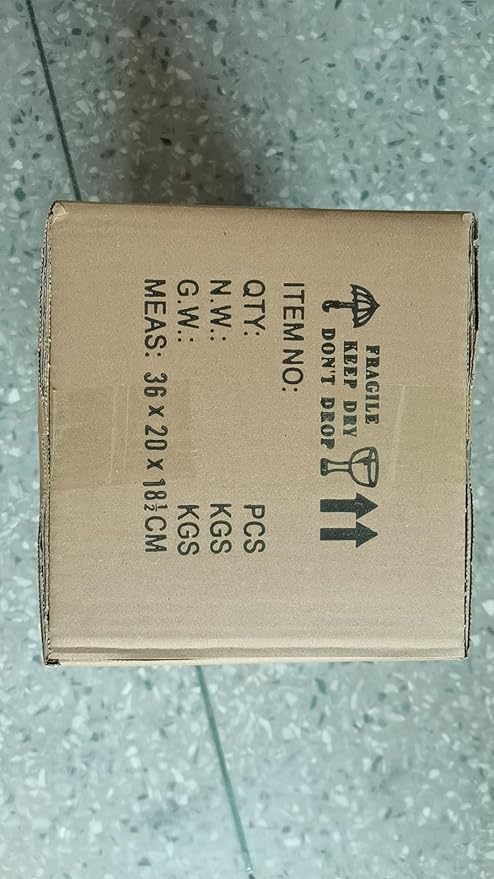 FRAGILE
KEEP DRY
DON'T DROP
ITEM NO:
QTY: PCS
N.W.: KGS
G.W.: KGS
MEAS: 36 x 20 x 18½CM